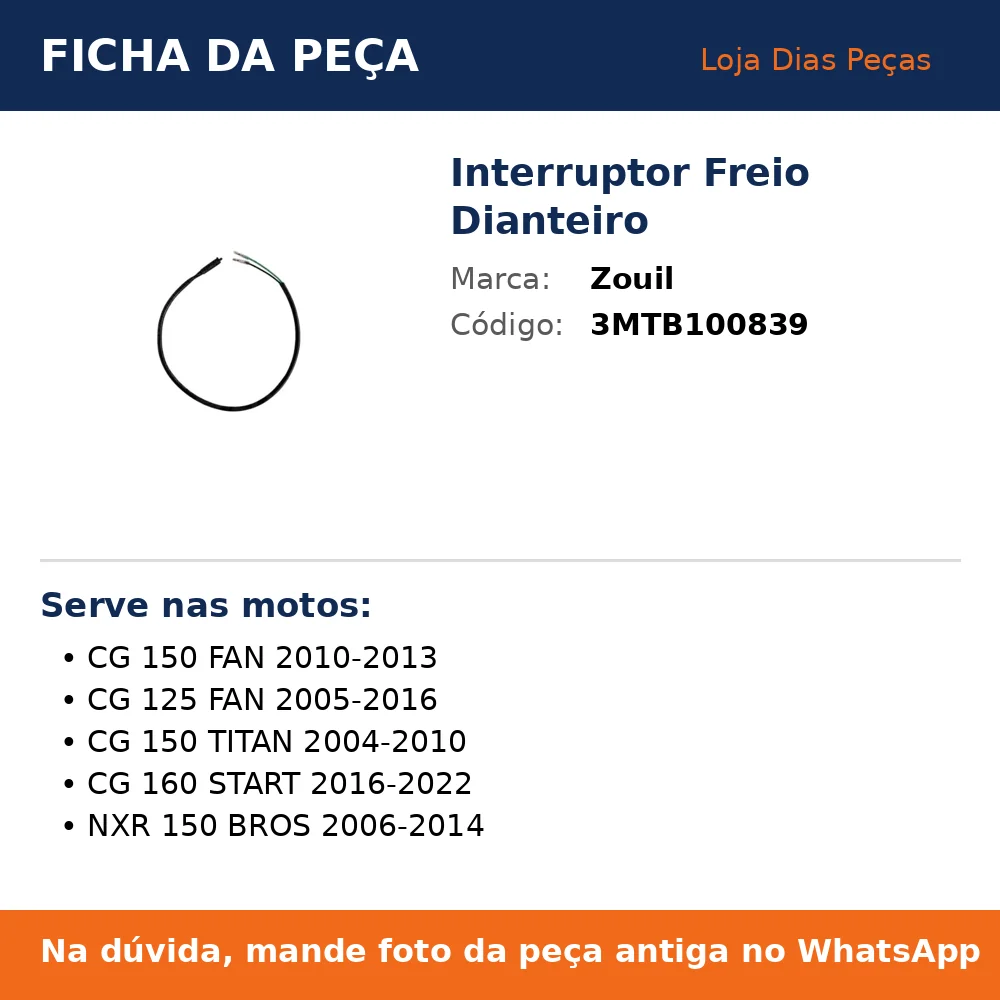 FICHA DA PEÇA
Loja Dias Peças
Interruptor Freio
Dianteiro
Marca: Zouil
Código: 3MTB100839
Serve nas motos:
• CG 150 FAN 2010-2013
• CG 125 FAN 2005-2016
• CG 150 TITAN 2004-2010
• CG 160 START 2016-2022
• NXR 150 BROS 2006-2014
Na dúvida, mande foto da peça antiga no WhatsApp